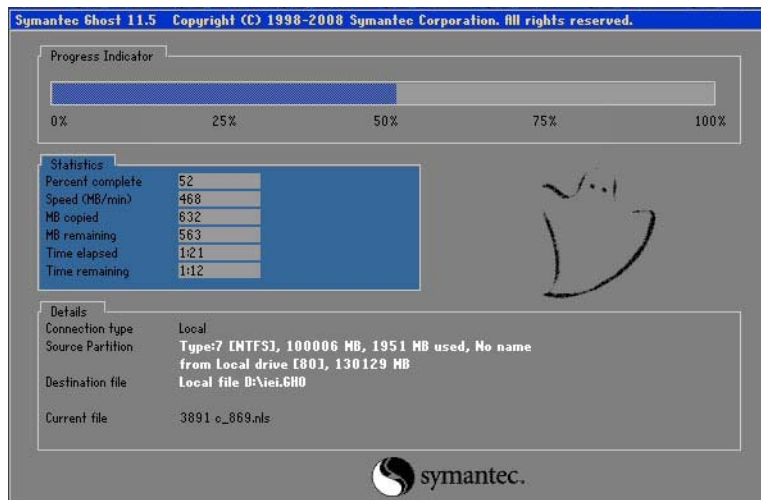 Symantec Ghost 11.5 Copyright (C) 1998-2008 Symantec Corporation. All rights reserved.
Progress Indicator
0% 25% 50% 75% 100%
Statistics
Percent complete 52
Speed (MB/min) 468
MB copied 632
MB remaining 563
Time elapsed 1:21
Time remaining 1:12
Details
Connection type Local
Source Partition Type:7 [NTFS], 100006 MB, 1951 MB used, No name
from Local drive [80], 130129 MB
Destination file Local file D:\iei.GHO
Current file 3891 c_869.nls
symantec.